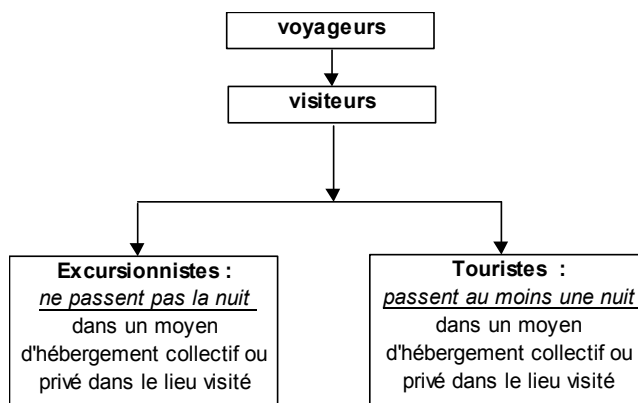 voyageurs
visiteurs
Excursionnistes :
ne passent pas la nuit
dans un moyen
d'hébergement collectif ou
privé dans le lieu visité
Touristes :
passent au moins une nuit
dans un moyen
d'hébergement collectif ou
privé dans le lieu visité